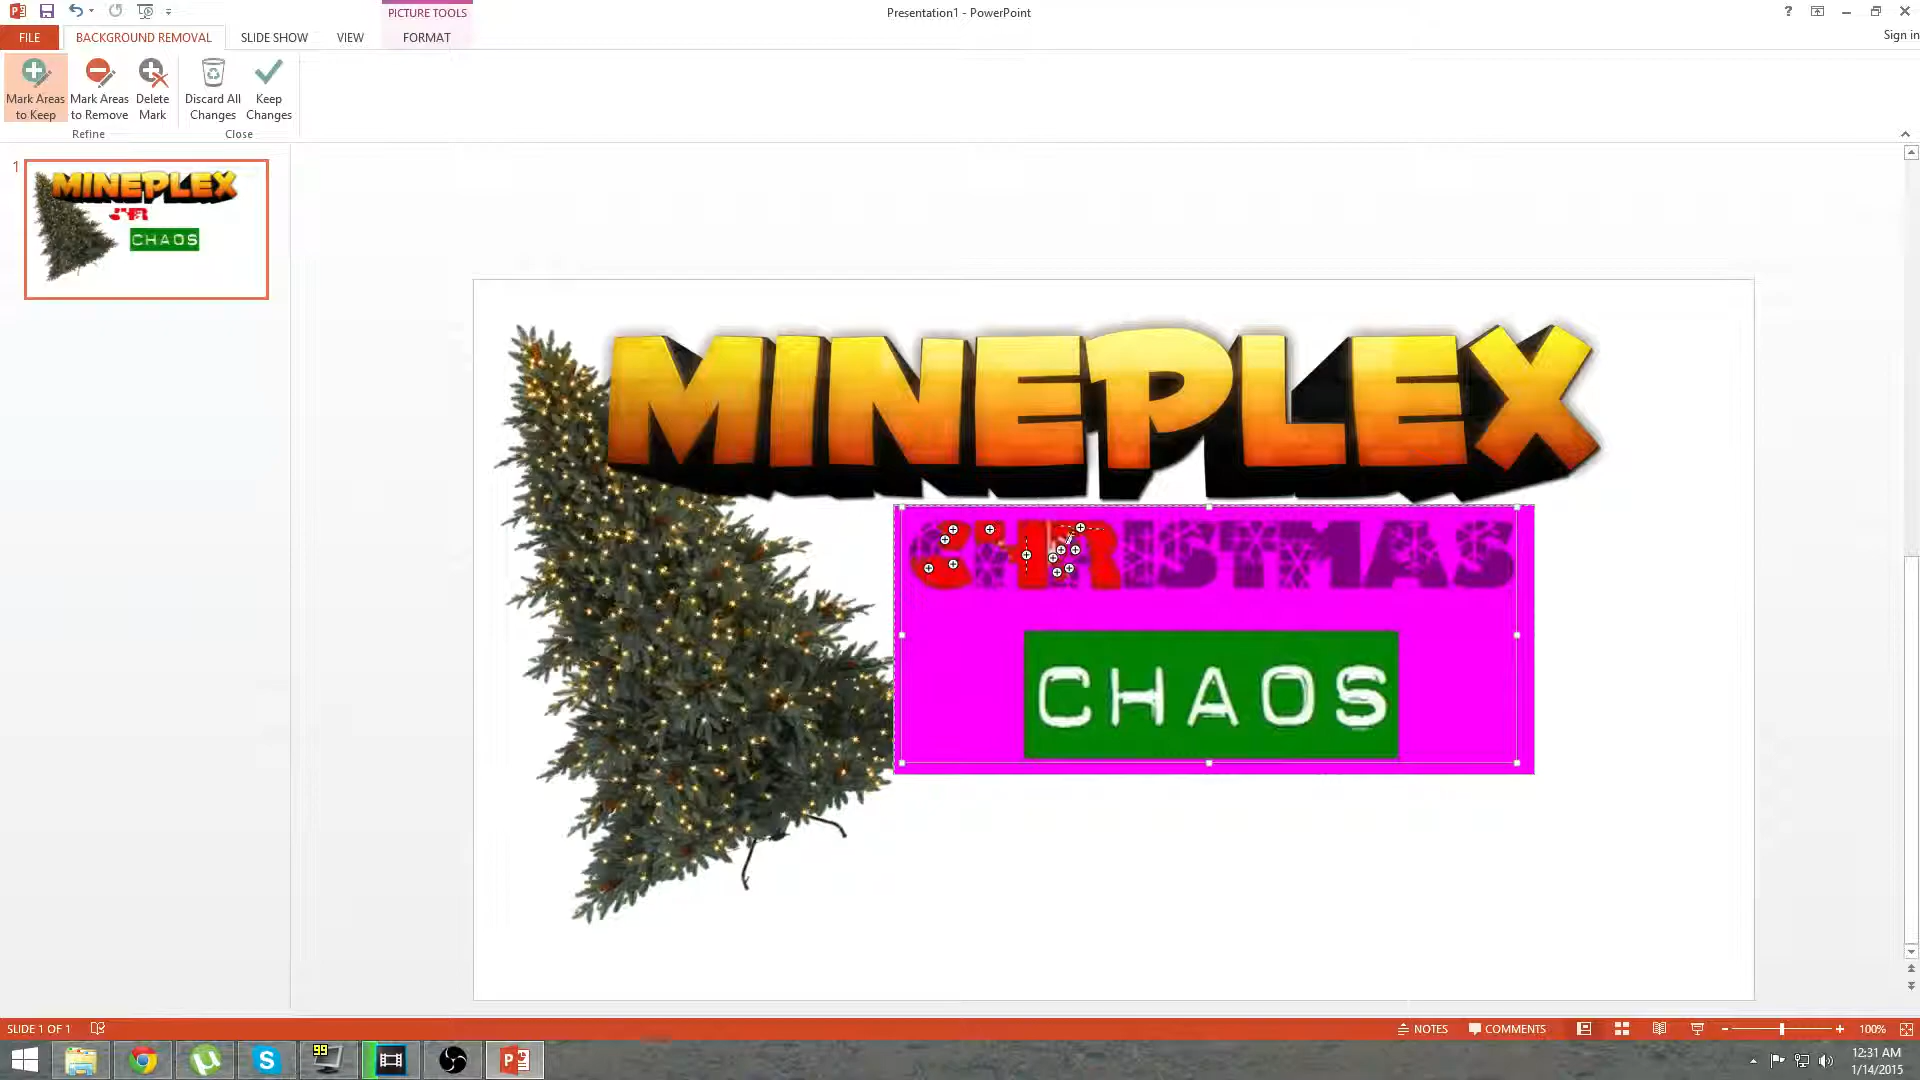 PICTURE TOOLS
Presentation1 - PowerPoint
?
FILE
BACKGROUND REMOVAL
SLIDE SHOW
VIEW
FORMAT
Sign in
Mark Areas to Keep
Mark Areas to Remove
Delete Mark
Discard All Changes
Keep Changes
Refine
Close
1
MINEPLEX
CHAOS
MINEPLEX
CHRISTMAS
CHAOS
SLIDE 1 OF 1
NOTES
COMMENTS
100%
99
12:31 AM
1/14/2015